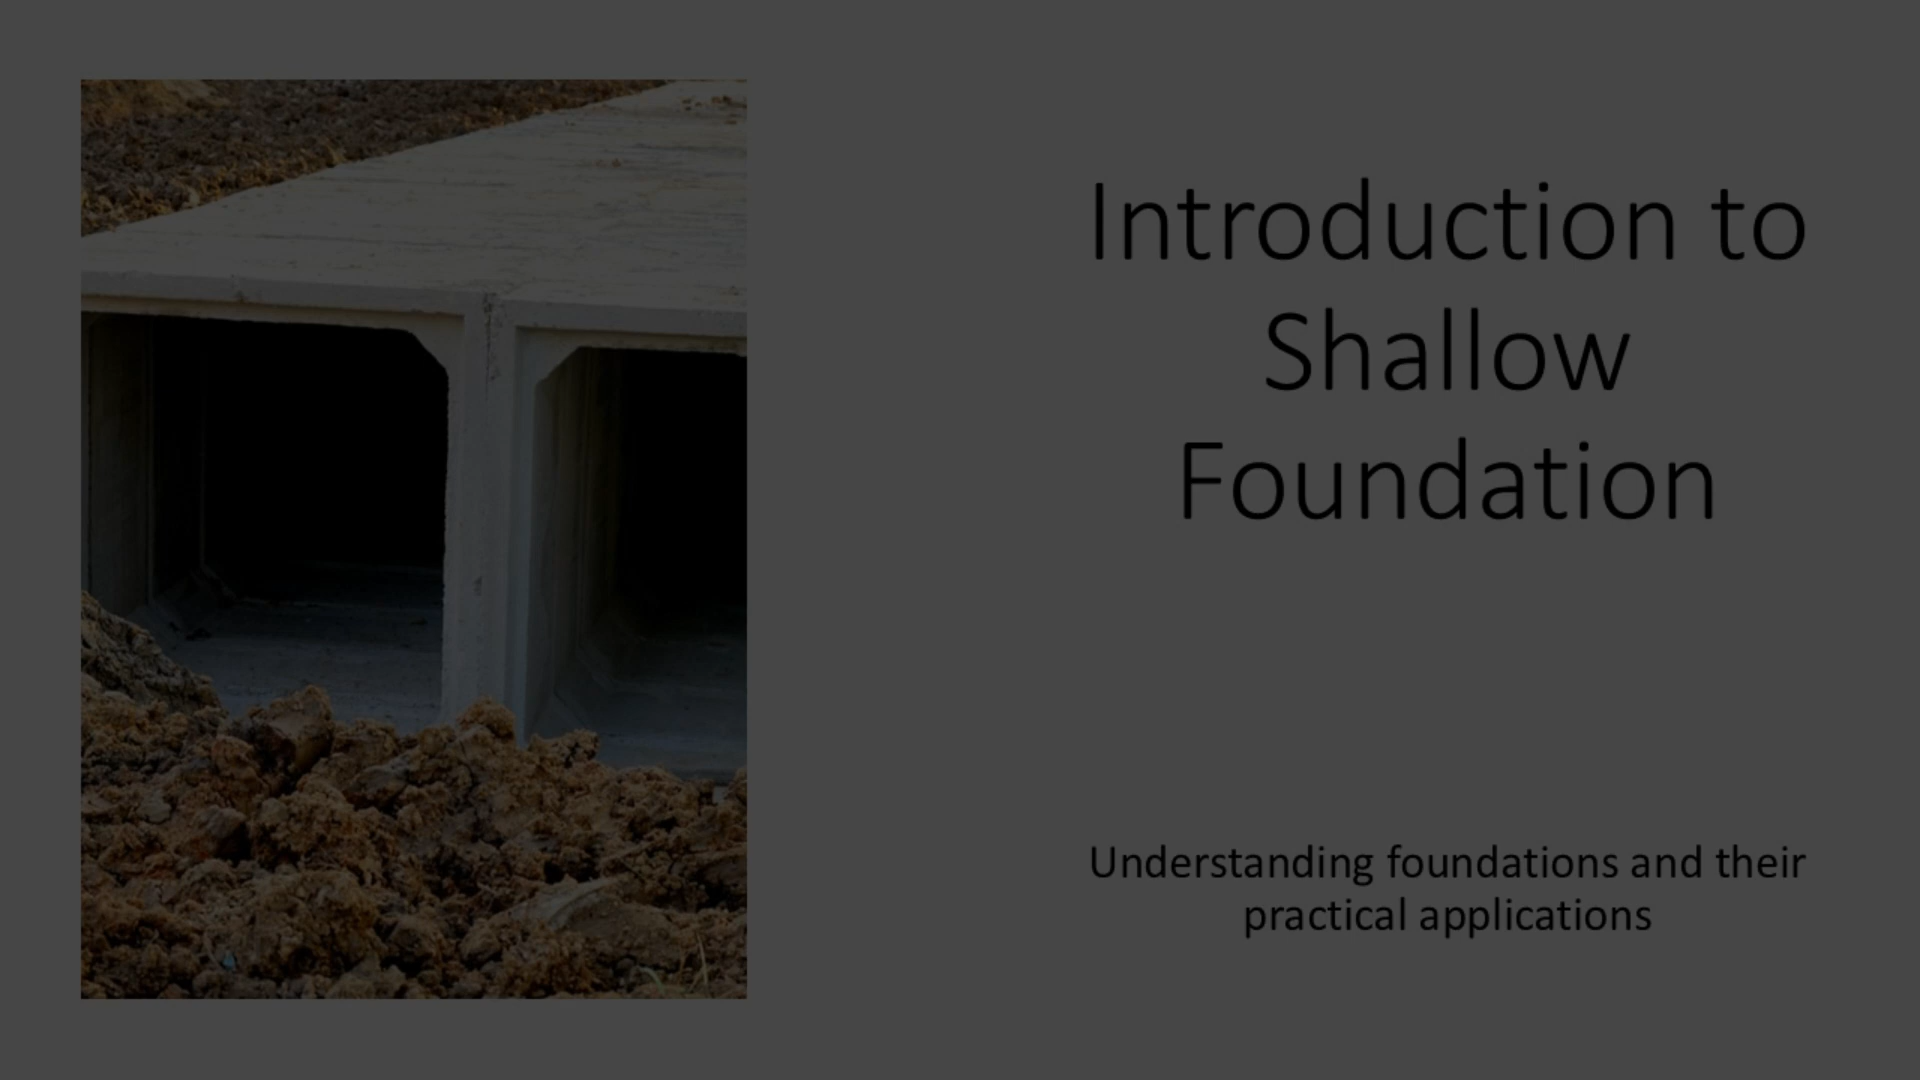 Introduction to
Shallow
Foundation
Understanding foundations and their
practical applications